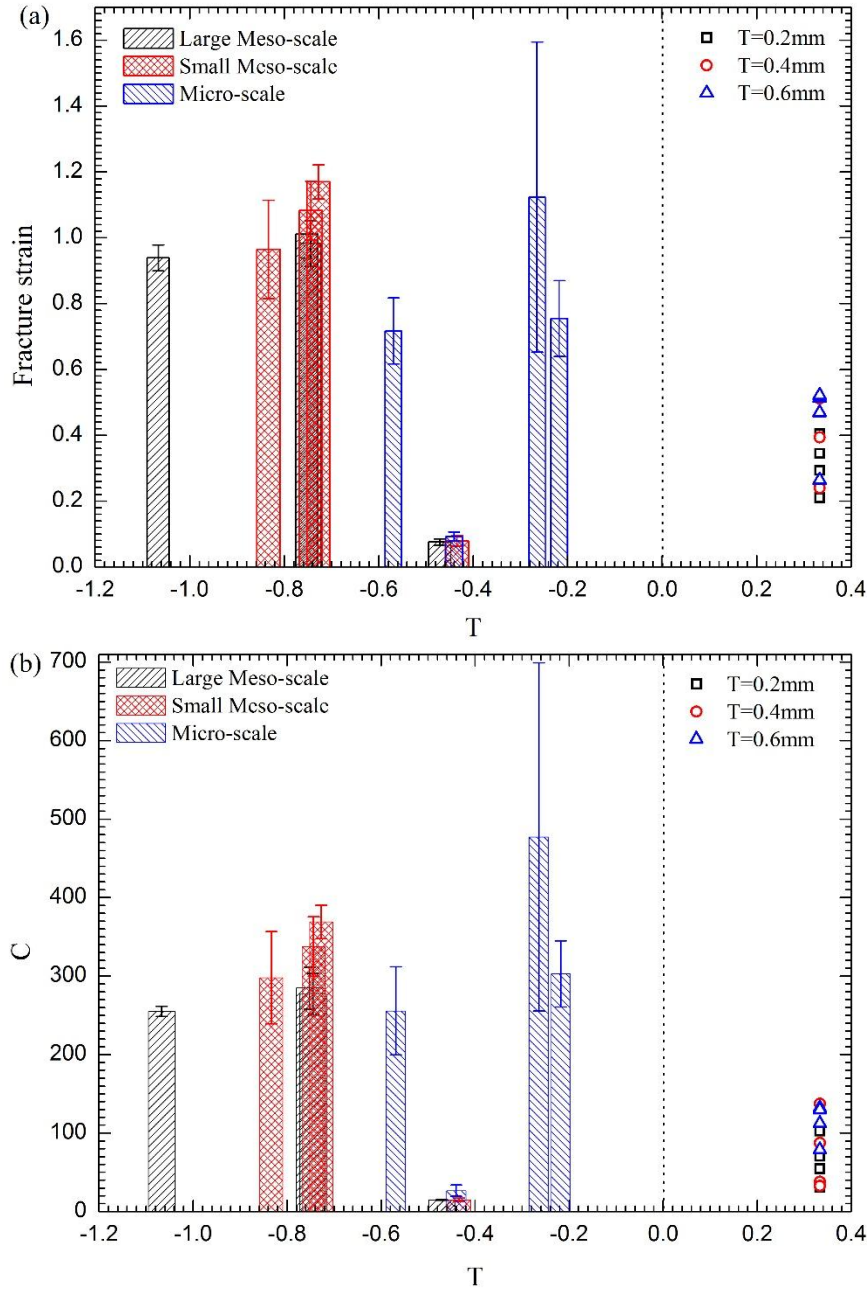 (a)
Large Meso-scale
Small Meso-scale
Micro-scale
T=0.2mm
T=0.4mm
T=0.6mm
1.6
1.4
1.2
1.0
0.8
0.6
0.4
0.2
0.0
Fracture strain
-1.2 -1.0 -0.8 -0.6 -0.4 -0.2 0.0 0.2 0.4
T
(b)
Large Meso-scale
Small Meso-scale
Micro-scale
T=0.2mm
T=0.4mm
T=0.6mm
700
600
500
400
300
200
100
0
C
-1.2 -1.0 -0.8 -0.6 -0.4 -0.2 0.0 0.2 0.4
T